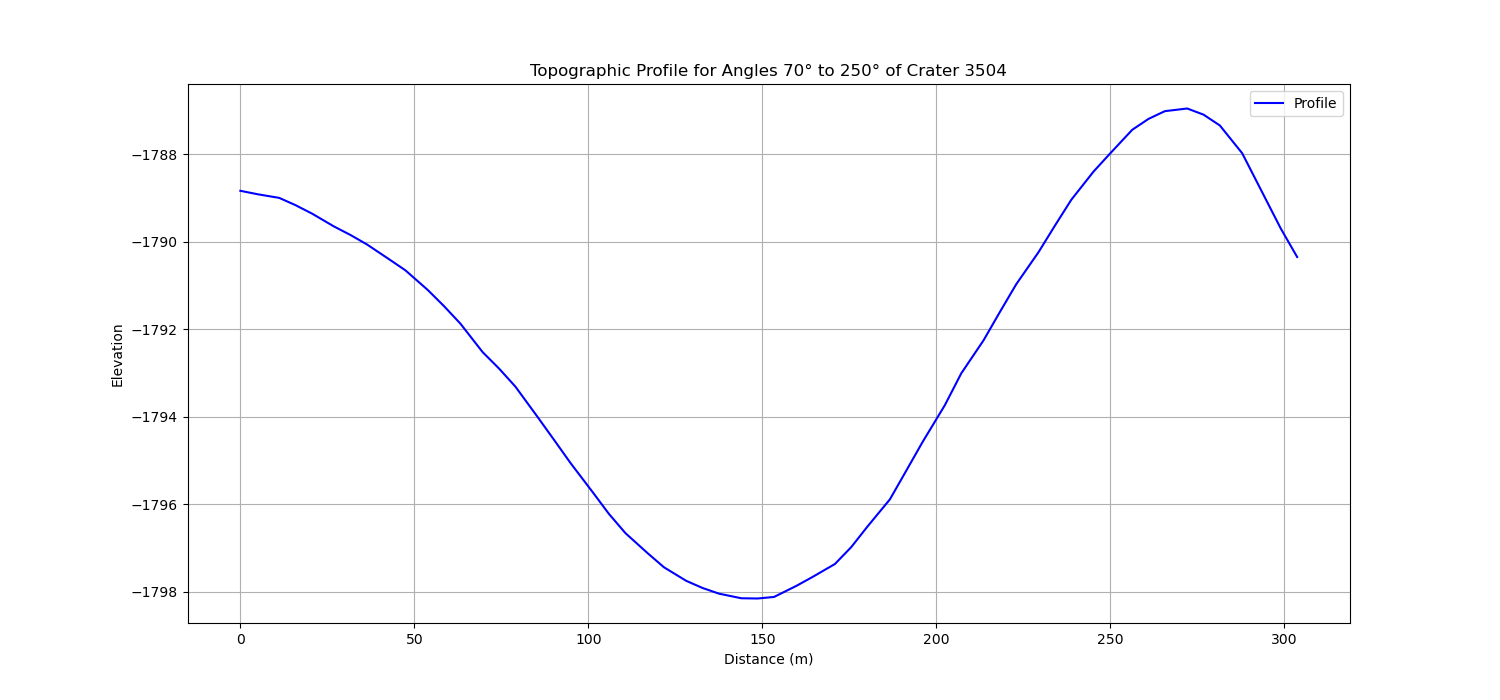 Topographic Profile for Angles 70° to 250° of Crater 3504
Profile
−1788
−1790
−1792
−1794
−1796
−1798
Elevation
0 50 100 150 200 250 300
Distance (m)